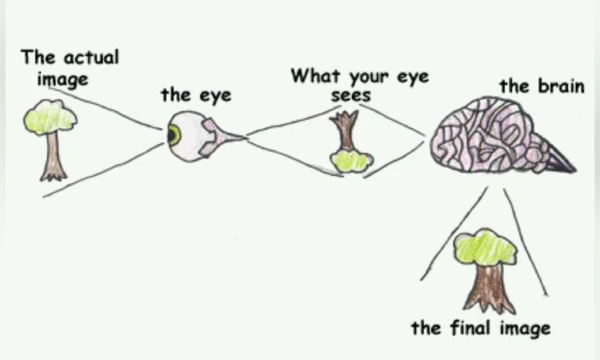 The actual
image
the eye
What your eye
sees
the brain
the final image